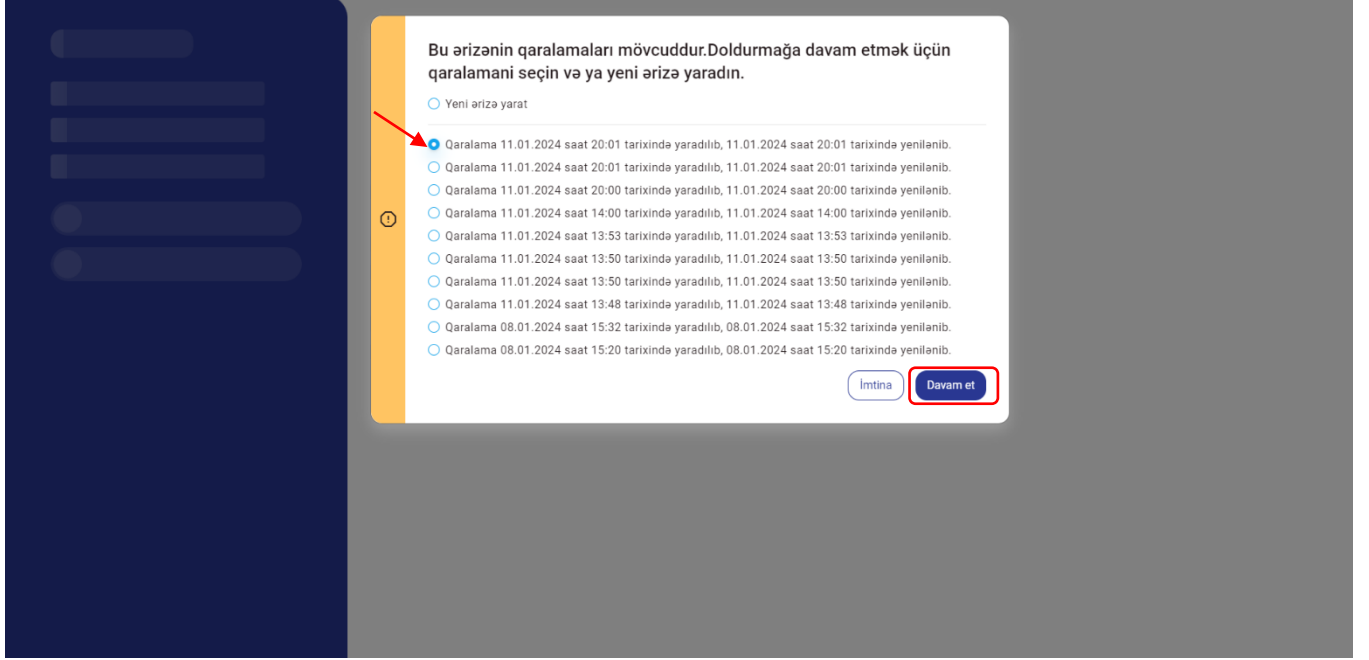 Bu ərizənin qaralamaları mövcuddur.Doldurmağa davam etmək üçün
qaralamani seçin və ya yeni ərizə yaradın.
Yeni ərizə yarat
Qaralama 11.01.2024 saat 20:01 tarixində yaradılıb, 11.01.2024 saat 20:01 tarixində yenilənib.
Qaralama 11.01.2024 saat 20:01 tarixində yaradılıb, 11.01.2024 saat 20:01 tarixində yenilənib.
Qaralama 11.01.2024 saat 20:00 tarixində yaradılıb, 11.01.2024 saat 20:00 tarixində yenilənib.
Qaralama 11.01.2024 saat 14:00 tarixində yaradılıb, 11.01.2024 saat 14:00 tarixində yenilənib.
Qaralama 11.01.2024 saat 13:53 tarixində yaradılıb, 11.01.2024 saat 13:53 tarixində yenilənib.
Qaralama 11.01.2024 saat 13:50 tarixində yaradılıb, 11.01.2024 saat 13:50 tarixində yenilənib.
Qaralama 11.01.2024 saat 13:50 tarixində yaradılıb, 11.01.2024 saat 13:50 tarixində yenilənib.
Qaralama 11.01.2024 saat 13:48 tarixində yaradılıb, 11.01.2024 saat 13:48 tarixində yenilənib.
Qaralama 08.01.2024 saat 15:32 tarixində yaradılıb, 08.01.2024 saat 15:32 tarixində yenilənib.
Qaralama 08.01.2024 saat 15:20 tarixində yaradılıb, 08.01.2024 saat 15:20 tarixində yenilənib.
İmtina
Davam et